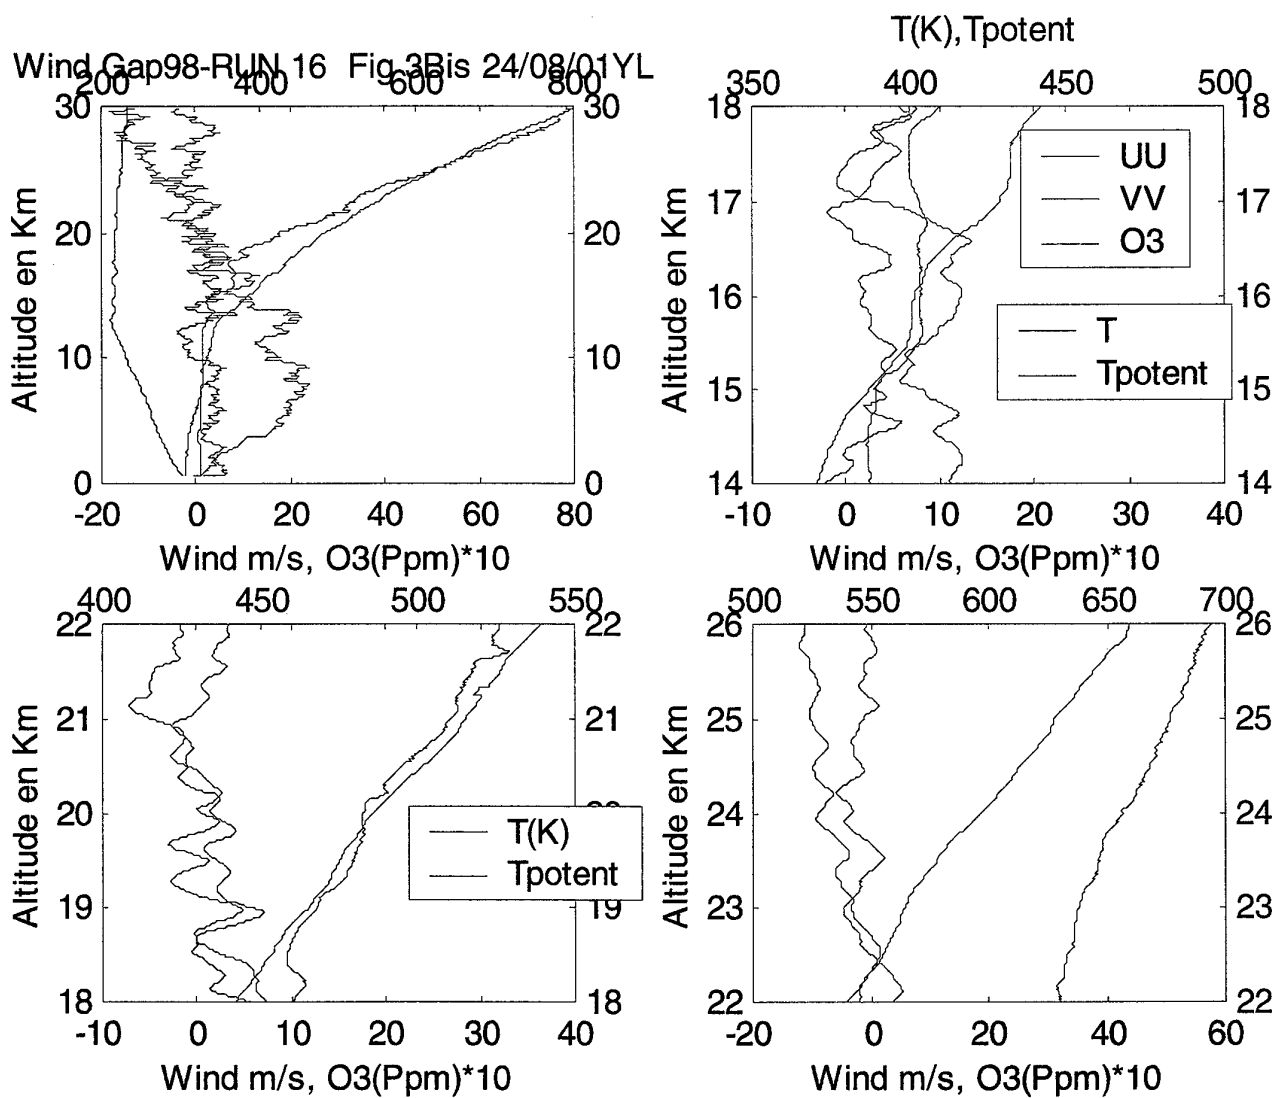 T(K),Tpotent
Wind Gap98-RUN 16 Fig 3Bis 24/08/01YL
200 400 600 800
30 30
20 20
10 10
0 0
-20 0 20 40 60 80
Altitude en Km
Wind m/s, O3(Ppm)*10
350 400 450 500
18 18
17 17
16 16
15 15
14 14
-10 0 10 20 30 40
Altitude en Km
Wind m/s, O3(Ppm)*10
UU
VV
O3
T
Tpotent
400 450 500 550
22 22
21 21
20 20
19 19
18 18
-10 0 10 20 30 40
Altitude en Km
Wind m/s, O3(Ppm)*10
T(K)
Tpotent
500 550 600 650 700
26 26
25 25
24 24
23 23
22 22
-20 0 20 40 60
Altitude en Km
Wind m/s, O3(Ppm)*10